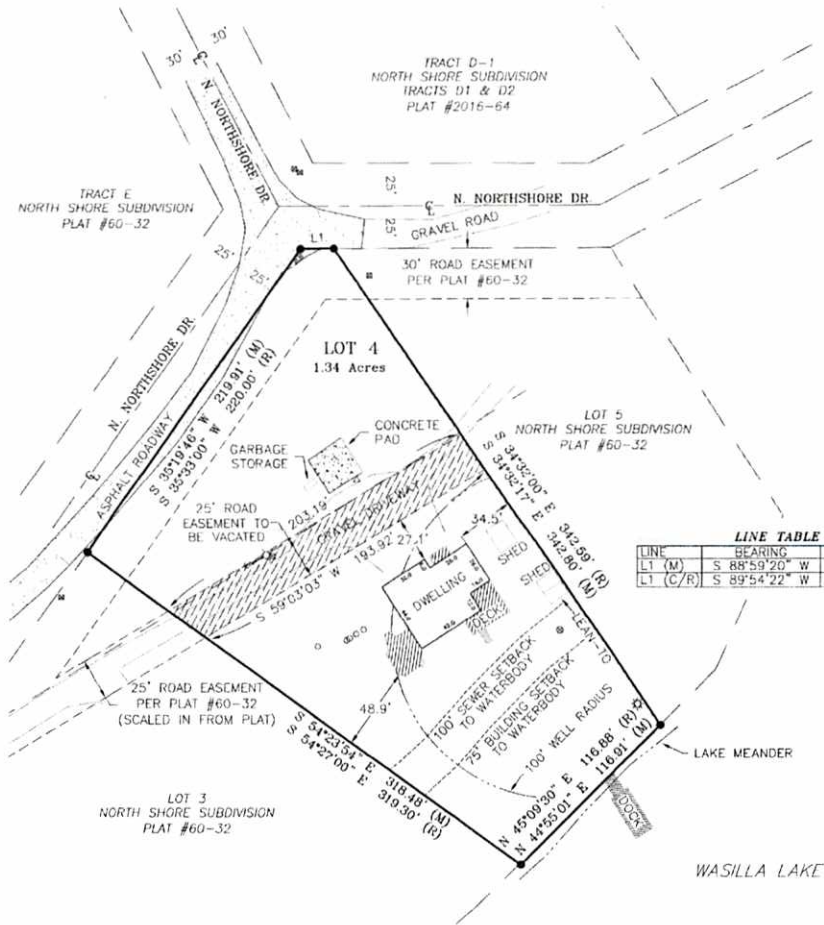 30'
30'
℄
N. NORTHSHORE DR.
TRACT D-1
NORTH SHORE SUBDIVISION
TRACTS D1 & D2
PLAT #2016-64
TRACT E
NORTH SHORE SUBDIVISION
PLAT #60-32
25'
℄
N. NORTHSHORE DR.
25'
GRAVEL ROAD
L1
25'
25'
30' ROAD EASEMENT
PER PLAT #60-32
N. NORTHSHORE DR.
℄
ASPHALT ROADWAY
S 35°19'46" W 219.91' (M)
S 35°33'00" W 220.00' (R)
LOT 4
1.34 Acres
LOT 5
NORTH SHORE SUBDIVISION
PLAT #60-32
CONCRETE
PAD
GARBAGE
STORAGE
S 34°32'00" E 342.59' (R)
S 34°32'17" E 342.80' (M)
25' ROAD
EASEMENT TO
BE VACATED
203.19'
GRAVEL DRIVEWAY
S 59°03'03" W 193.92'
27.1'
34.5'
SHED
SHED
DWELLING
DECK
LEAN-TO
LINE TABLE
LINE BEARING
L1 (M) S 88°59'20" W
L1 (C/R) S 89°54'22" W
25' ROAD EASEMENT
PER PLAT #60-32
(SCALED IN FROM PLAT)
48.9'
100' SEWER SETBACK
TO WATERBODY
75' BUILDING SETBACK
TO WATERBODY
100' WELL RADIUS
S 54°23'54" E 318.48' (M)
S 54°27'00" E 319.30' (R)
N 45°09'30" E 116.88' (R)
N 44°55'01" E 116.91' (M)
LAKE MEANDER
DOCK
LOT 3
NORTH SHORE SUBDIVISION
PLAT #60-32
WASILLA LAKE